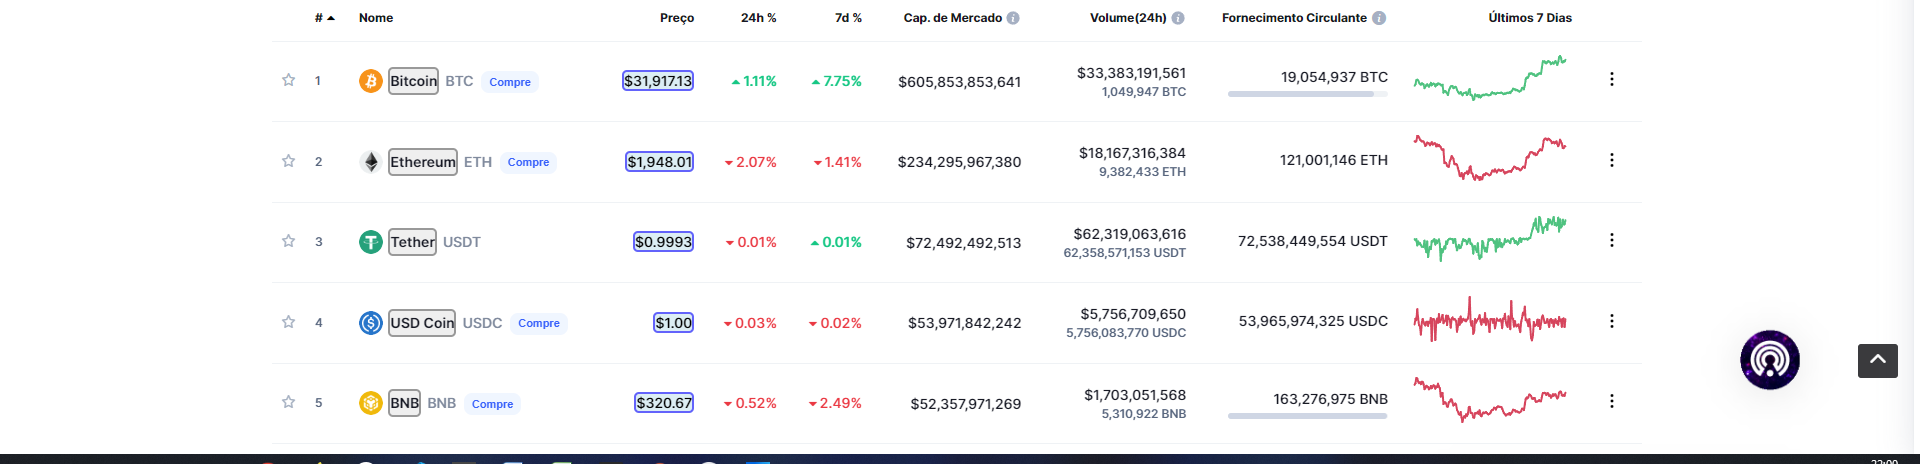 # Nome Preço 24h % 7d % Cap. de Mercado Volume(24h) Fornecimento Circulante Últimos 7 Dias
1 Bitcoin BTC Compre $31,917.13 1.11% 7.75% $605,853,853,641 $33,383,191,561 19,054,937 BTC
1,049,947 BTC
2 Ethereum ETH Compre $1,948.01 2.07% 1.41% $234,295,967,380 $18,167,316,384 121,001,146 ETH
9,382,433 ETH
3 Tether USDT $0.9993 0.01% 0.01% $72,492,492,513 $62,319,063,616 72,538,449,554 USDT
62,358,571,153 USDT
4 USD Coin USDC Compre $1.00 0.03% 0.02% $53,971,842,242 $5,756,709,650 53,965,974,325 USDC
5,756,083,770 USDC
5 BNB BNB Compre $320.67 0.52% 2.49% $52,357,971,269 $1,703,051,568 163,276,975 BNB
5,310,922 BNB